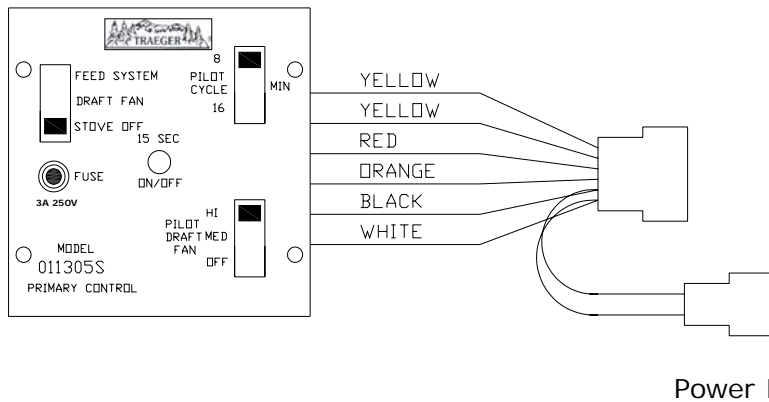 TRAEGER
FEED SYSTEM
DRAFT FAN
STOVE OFF
8
PILOT
CYCLE
MIN
16
15 SEC
ON/OFF
FUSE
3A 250V
HI
PILOT
DRAFT MED
FAN
OFF
MODEL
011305S
PRIMARY CONTROL
YELLOW
YELLOW
RED
ORANGE
BLACK
WHITE
Power